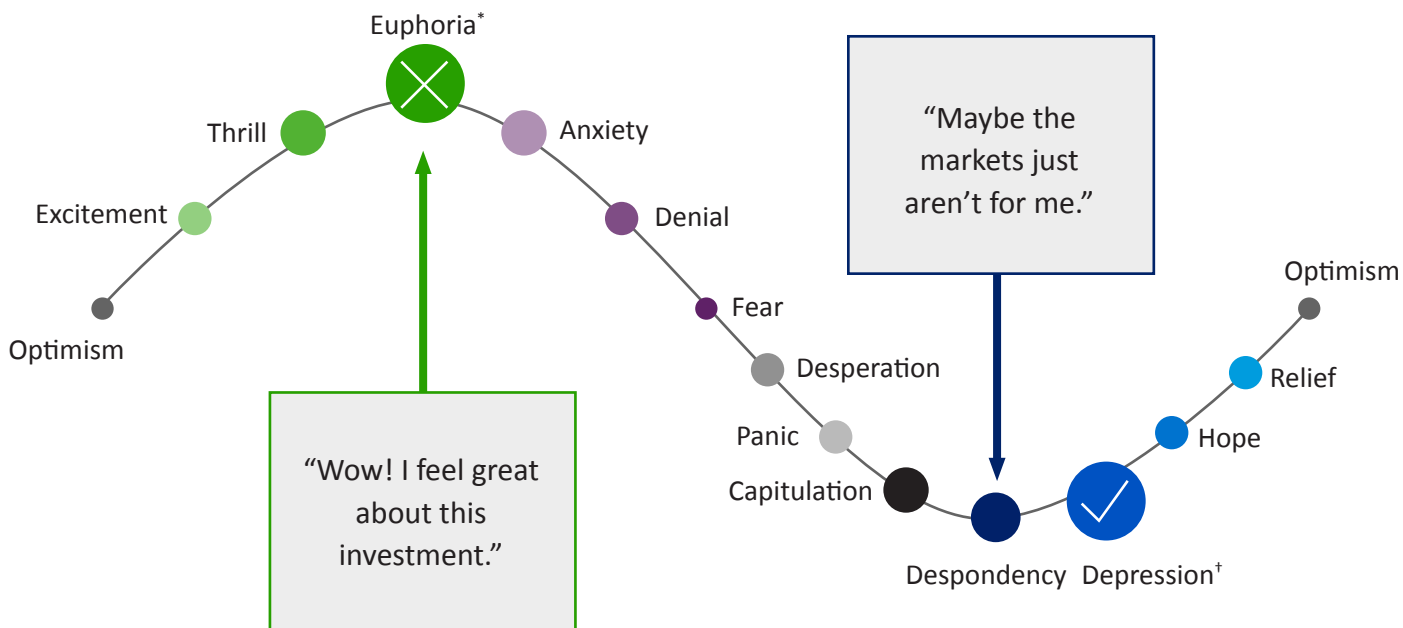 Euphoria*
Thrill
Anxiety
Excitement
Denial
Optimism
Fear
“Wow! I feel great
about this
investment.”
“Maybe the
markets just
aren’t for me.”
Desperation
Panic
Capitulation
Despondency
Depression†
Hope
Relief
Optimism